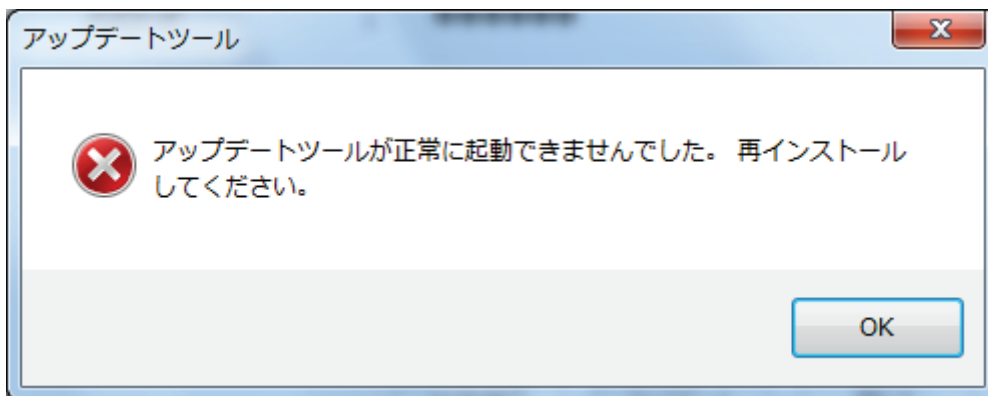 アップデートツール
アップデートツールが正常に起動できませんでした。 再インストール
してください。
OK